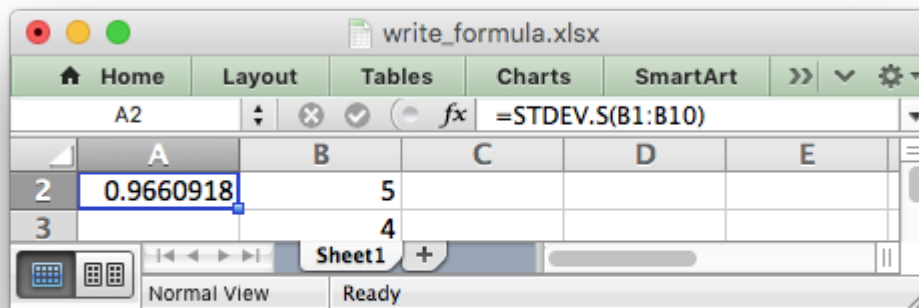 write_formula.xlsx
Home Layout Tables Charts SmartArt
A2 fx =STDEV.S(B1:B10)
A B C D E
2 0.9660918 5
3 4
Sheet1 +
Normal View Ready